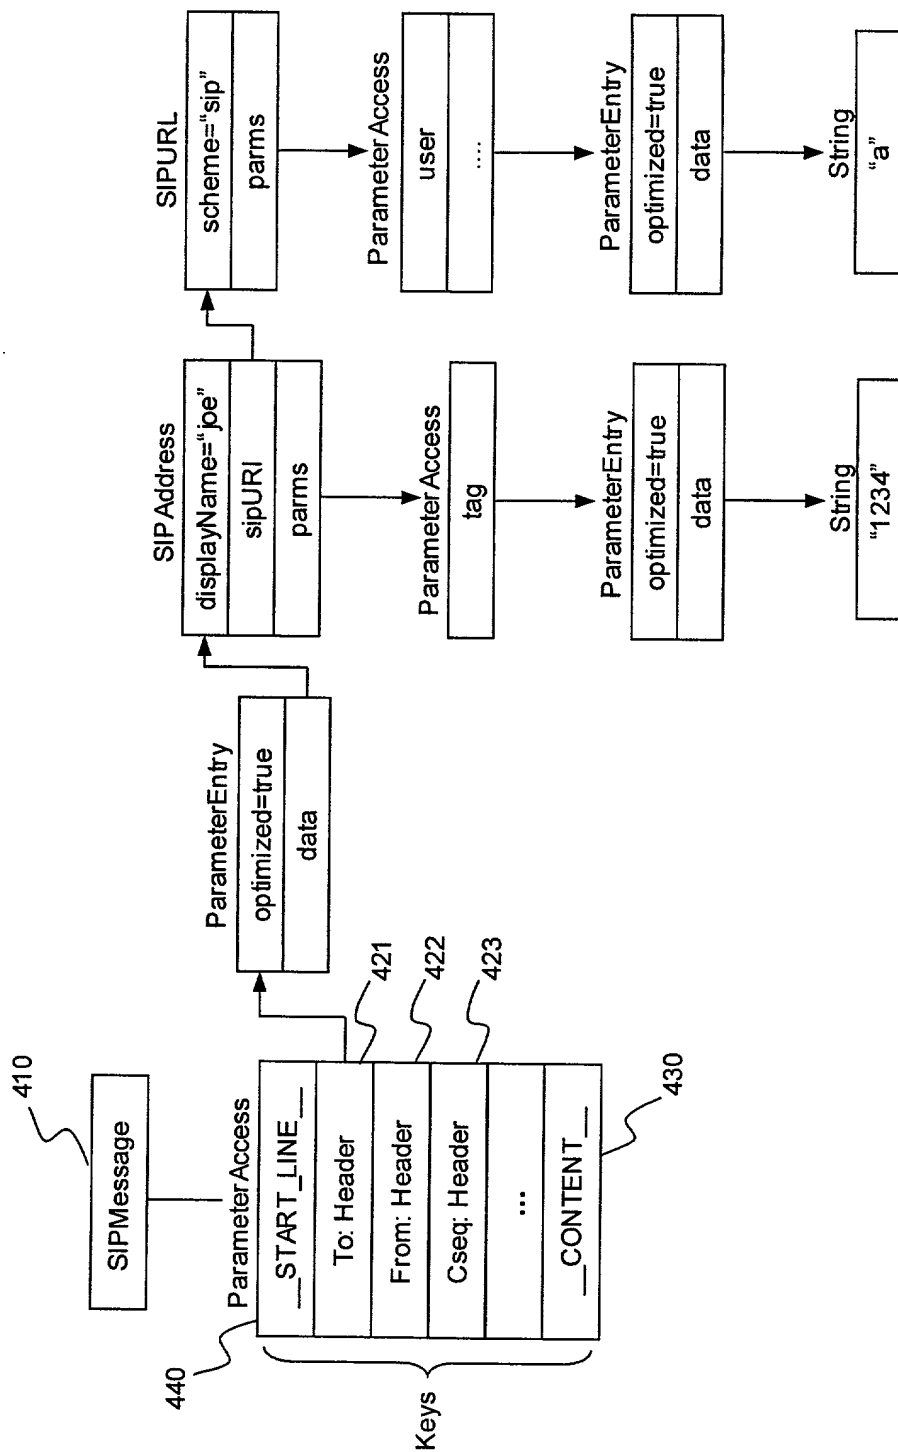 410
SIPMessage
440
ParameterAccess
__START_LINE__
To: Header
From: Header
Cseq: Header
...
__CONTENT__
Keys
421
422
423
430
ParameterEntry
optimized=true
data
SIPAddress
displayName=“joe”
sipURI
parms
ParameterAccess
tag
ParameterEntry
optimized=true
data
String
“1234”
SIPURL
scheme=“sip”
parms
ParameterAccess
user
....
ParameterEntry
optimized=true
data
String
“a”